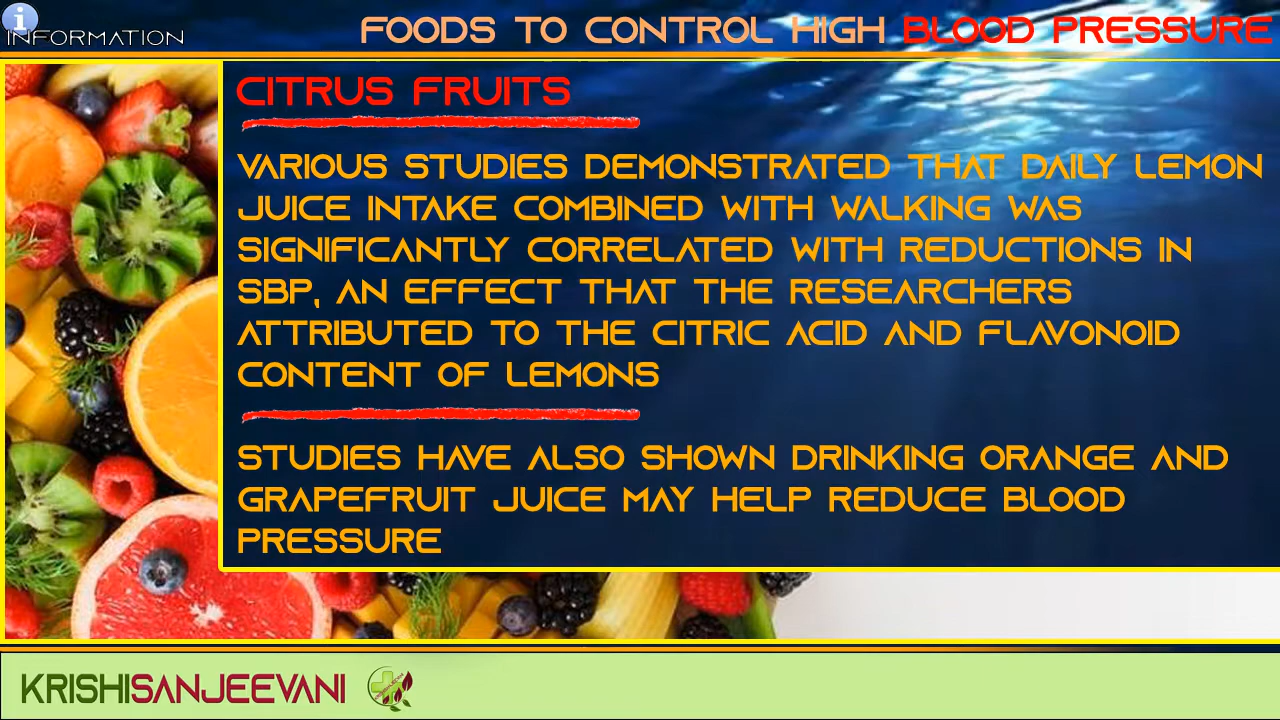 INFORMATION
FOODS TO CONTROL HIGH BLOOD PRESSURE
CITRUS FRUITS
VARIOUS STUDIES DEMONSTRATED THAT DAILY LEMON
JUICE INTAKE COMBINED WITH WALKING WAS
SIGNIFICANTLY CORRELATED WITH REDUCTIONS IN
SBP, AN EFFECT THAT THE RESEARCHERS
ATTRIBUTED TO THE CITRIC ACID AND FLAVONOID
CONTENT OF LEMONS
STUDIES HAVE ALSO SHOWN DRINKING ORANGE AND
GRAPEFRUIT JUICE MAY HELP REDUCE BLOOD
PRESSURE
KRISHISANJEEVANI